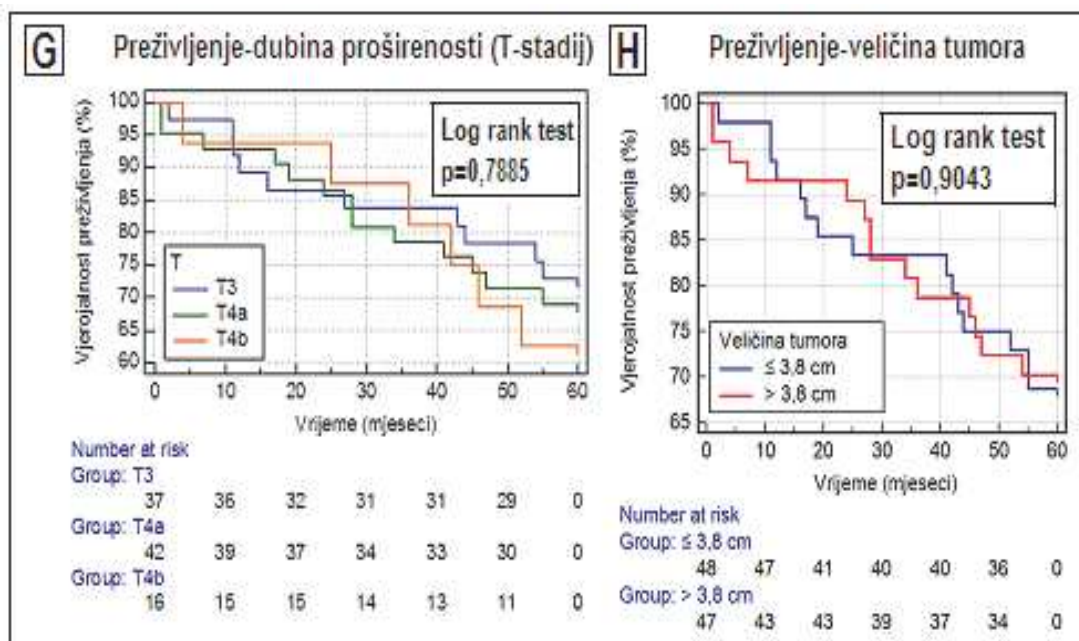 G
Preživljenje-dubina proširenosti (T-stadij)
Vjerojatnost preživljenja (%)
100
95
90
85
80
75
70
65
60
Log rank test
p=0,7885
T
T3
T4a
T4b
0 10 20 30 40 50 60
Vrijeme (mjeseci)
Number at risk
Group: T3
37 36 32 31 31 29 0
Group: T4a
42 39 37 34 33 30 0
Group: T4b
16 15 15 14 13 11 0
H
Preživljenje-veličina tumora
Vjerojatnost preživljenja (%)
100
95
90
85
80
75
70
65
Log rank test
p=0,9043
Veličina tumora
≤ 3,8 cm
> 3,8 cm
0 10 20 30 40 50 60
Vrijeme (mjeseci)
Number at risk
Group: ≤ 3,8 cm
48 47 41 40 40 36 0
Group: > 3,8 cm
47 43 43 39 37 34 0